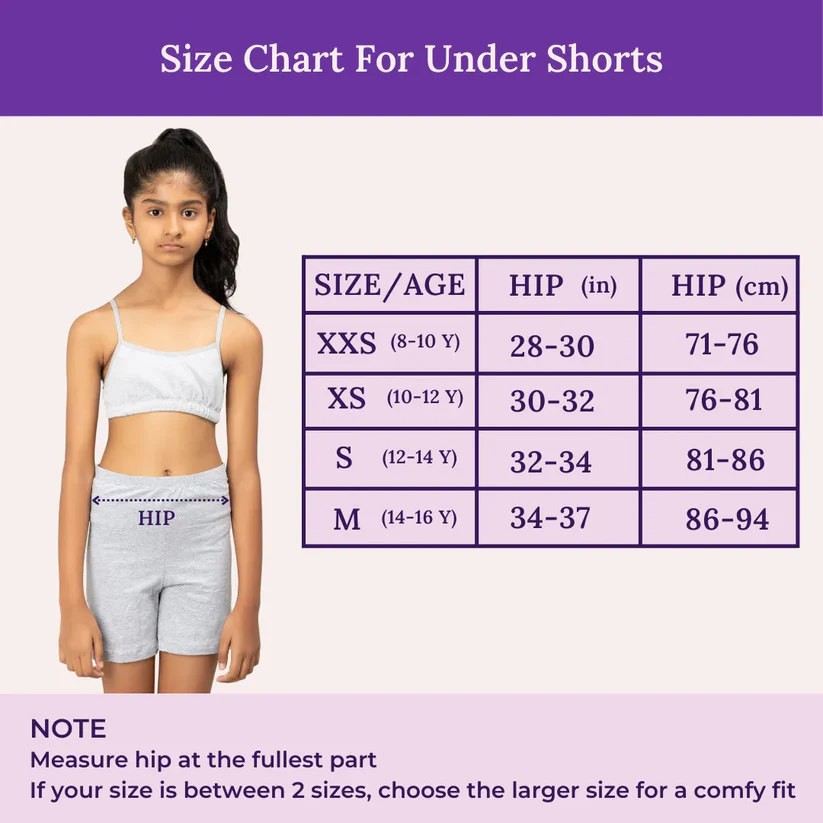 Size Chart For Under Shorts
SIZE/AGE HIP (in) HIP (cm)
XXS (8-10 Y) 28-30 71-76
XS (10-12 Y) 30-32 76-81
S (12-14 Y) 32-34 81-86
M (14-16 Y) 34-37 86-94
HIP
NOTE
Measure hip at the fullest part
If your size is between 2 sizes, choose the larger size for a comfy fit